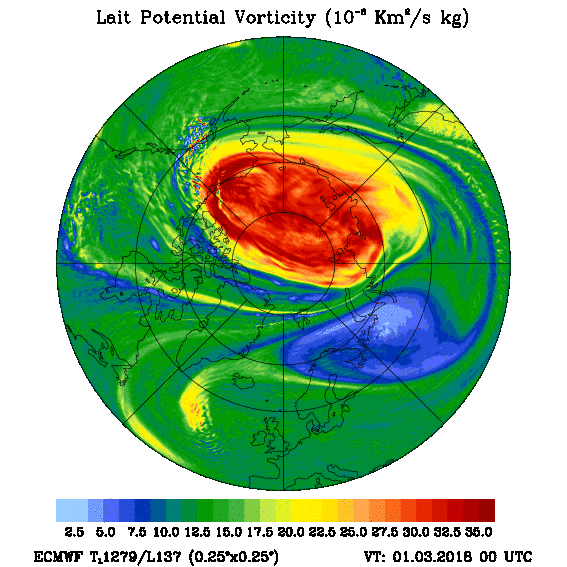 Lait Potential Vorticity (10⁻⁶ Km²/s kg)
2.5 5.0 7.5 10.0 12.5 15.0 17.5 20.0 22.5 25.0 27.5 30.0 32.5 35.0
ECMWF T_L1279/L137 (0.25°x0.25°) VT: 01.03.2018 00 UTC